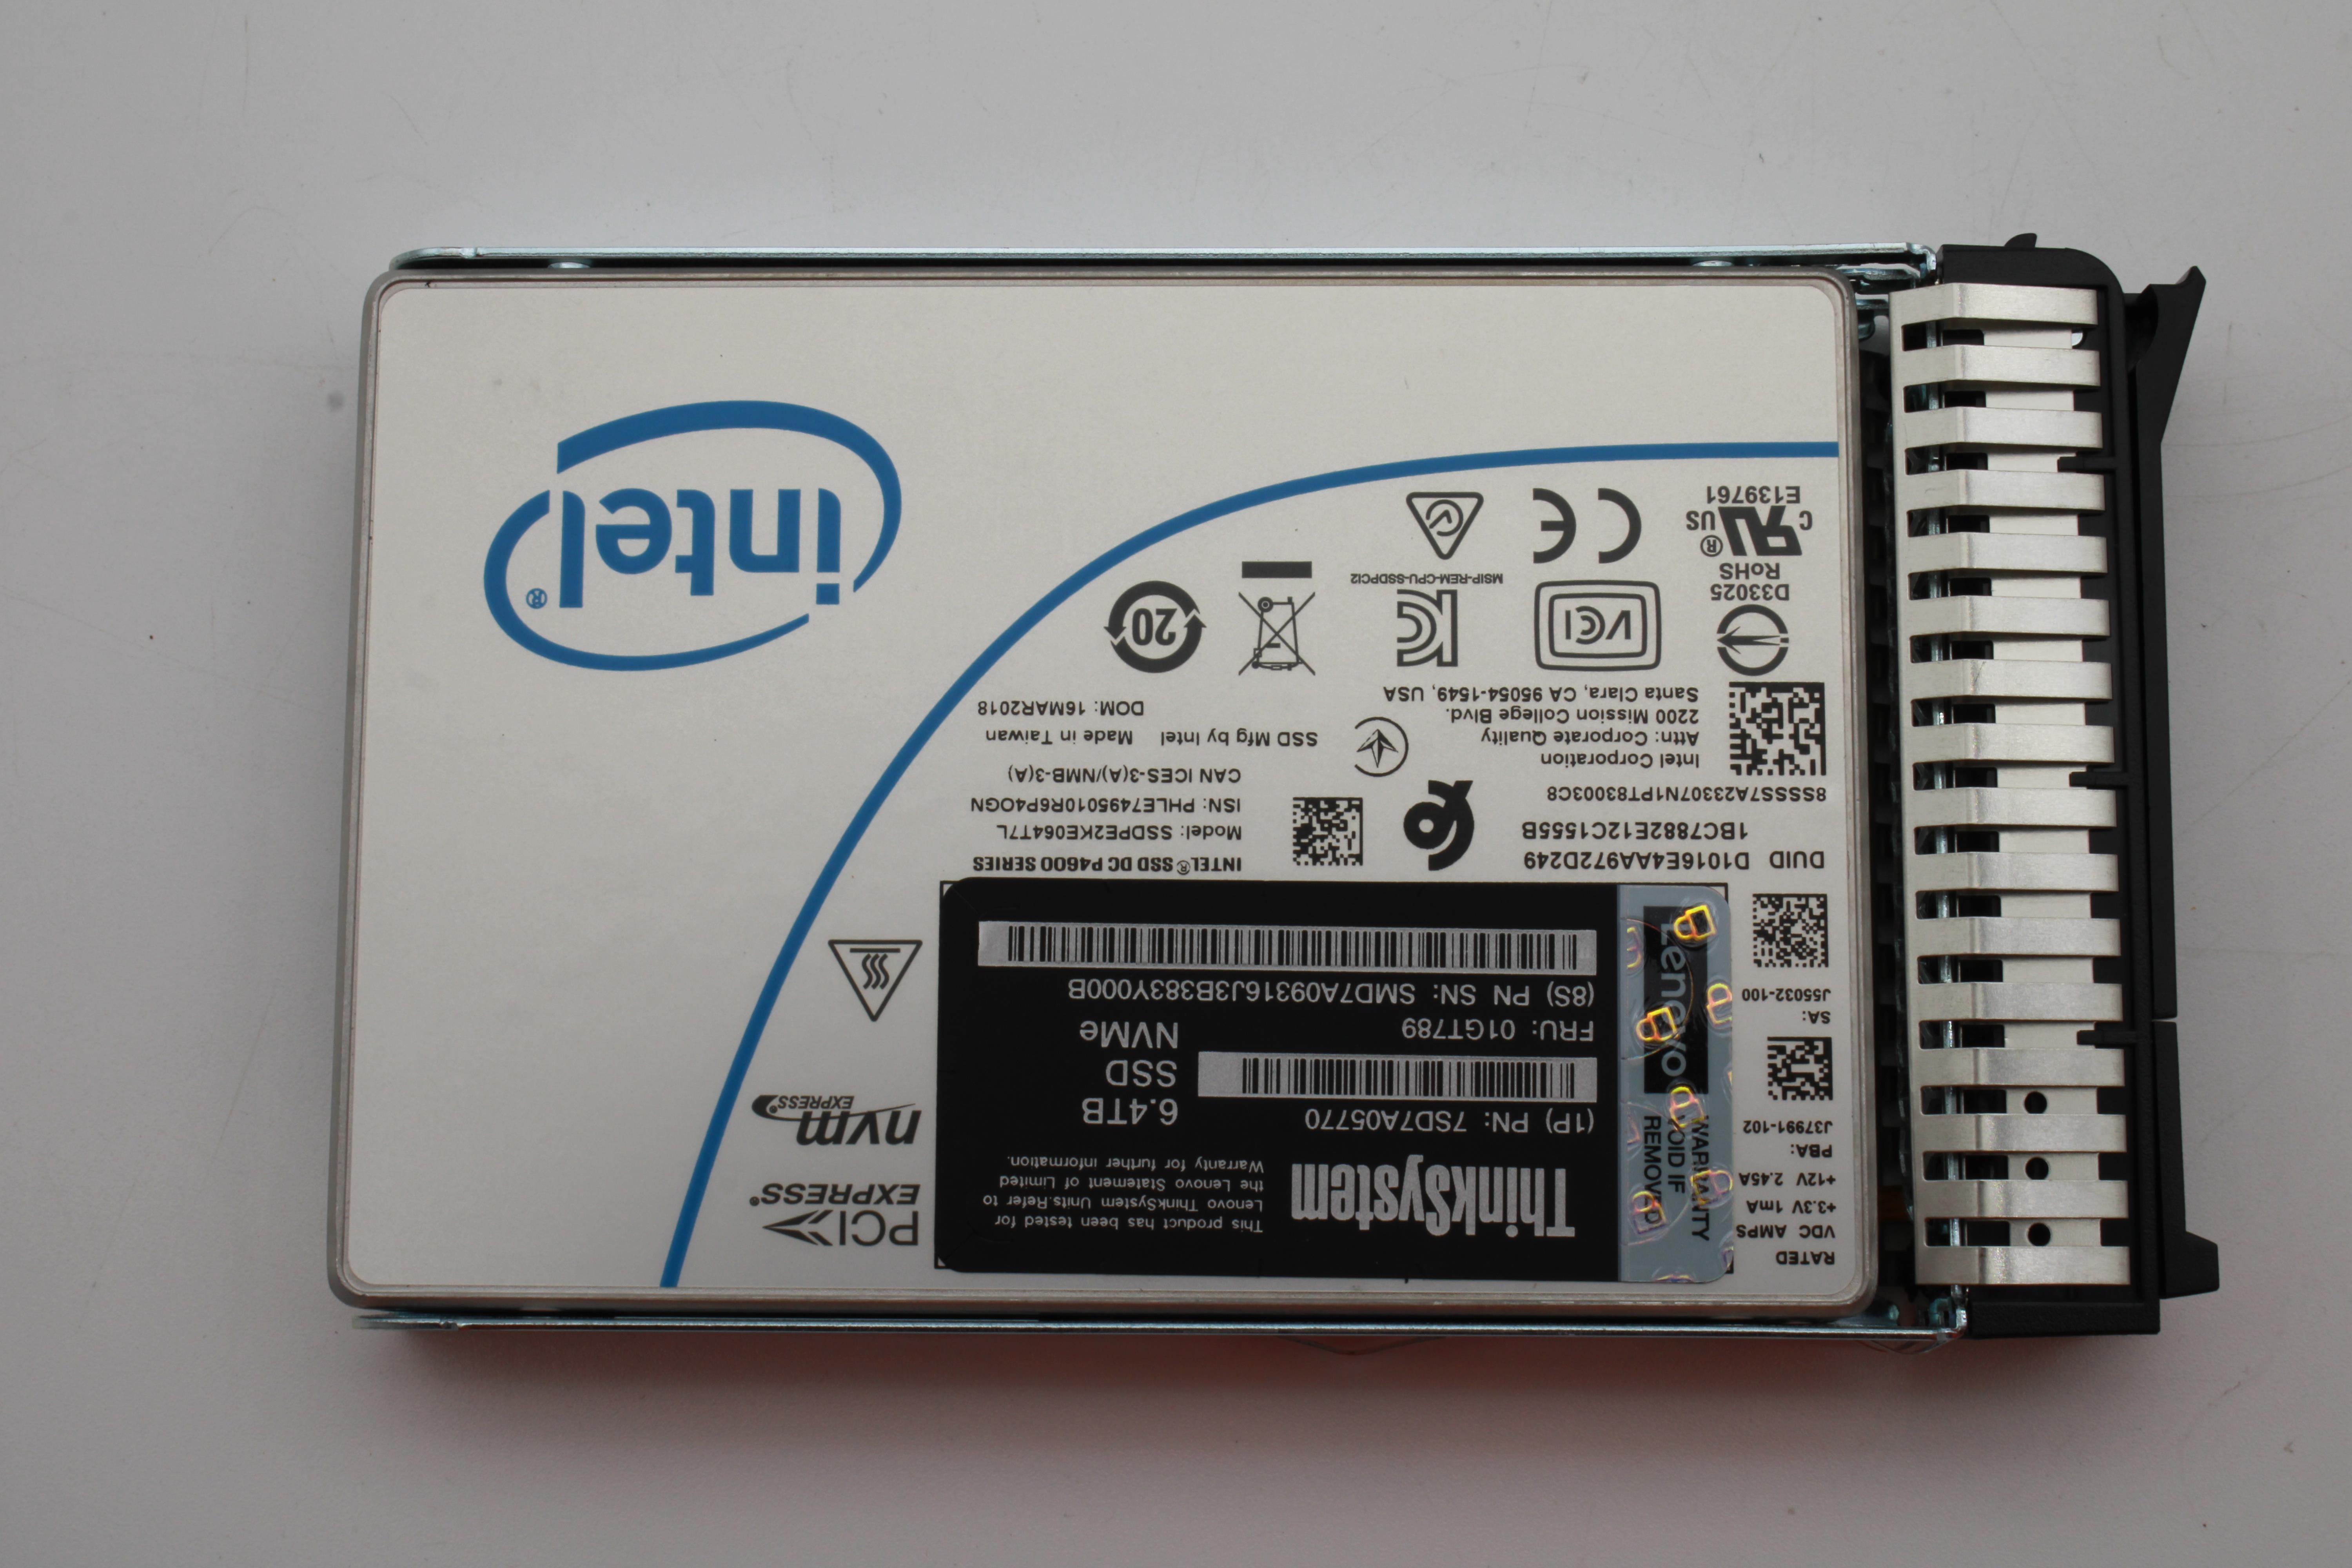 RATED
VDC AMPS
+3.3V 1mA
+12V 2.45A
PBA:
J37991-102
SA:
J55032-100
WARRANTY
VOID IF
REMOVED
Lenovo
ThinkSystem
This product has been tested for
Lenovo ThinkSystem Units.Refer to
the Lenovo Statement of Limited
Warranty for further information.
(1P) PN: 7SD7A05770
6.4TB
SSD
NVMe
FRU: 01GT789
(8S) PN SN: SMD7A09316J3B383Y000B
PCI
EXPRESS®
nvm
EXPRESS®
DUID D1016E4AA972D249
1BC7882E12C1555B
8SSSS7A23307N1PT83003C8
Intel Corporation
Attn: Corporate Quality
2200 Mission College Blvd.
Santa Clara, CA 95054-1549, USA
INTEL® SSD DC P4600 SERIES
Model: SSDPE2KE064T7L
ISN: PHLE7495010R6P4OGN
CAN ICES-3(A)/NMB-3(A)
SSD Mfg by Intel Made in Taiwan
DOM: 16MAR2018
D33025
RoHS
VCI
20
MSIP-REM-CPU-SSDPCI2
C UL US ®
E139761
CE
intel®